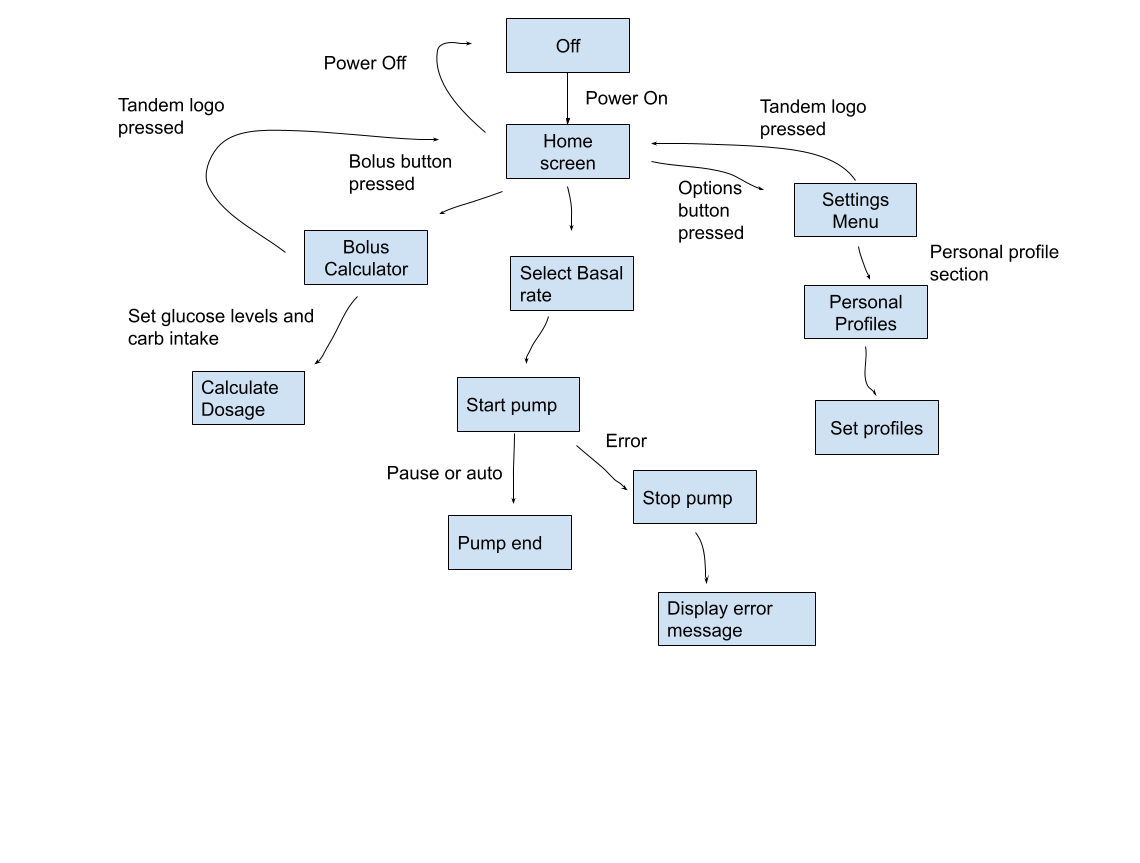 Off
Power Off
Power On
Tandem logo
pressed
Tandem logo
pressed
Home
screen
Bolus button
pressed
Options
button
pressed
Settings
Menu
Bolus
Calculator
Select Basal
rate
Personal profile
section
Personal
Profiles
Set glucose levels and
carb intake
Calculate
Dosage
Start pump
Set profiles
Error
Pause or auto
Stop pump
Pump end
Display error
message